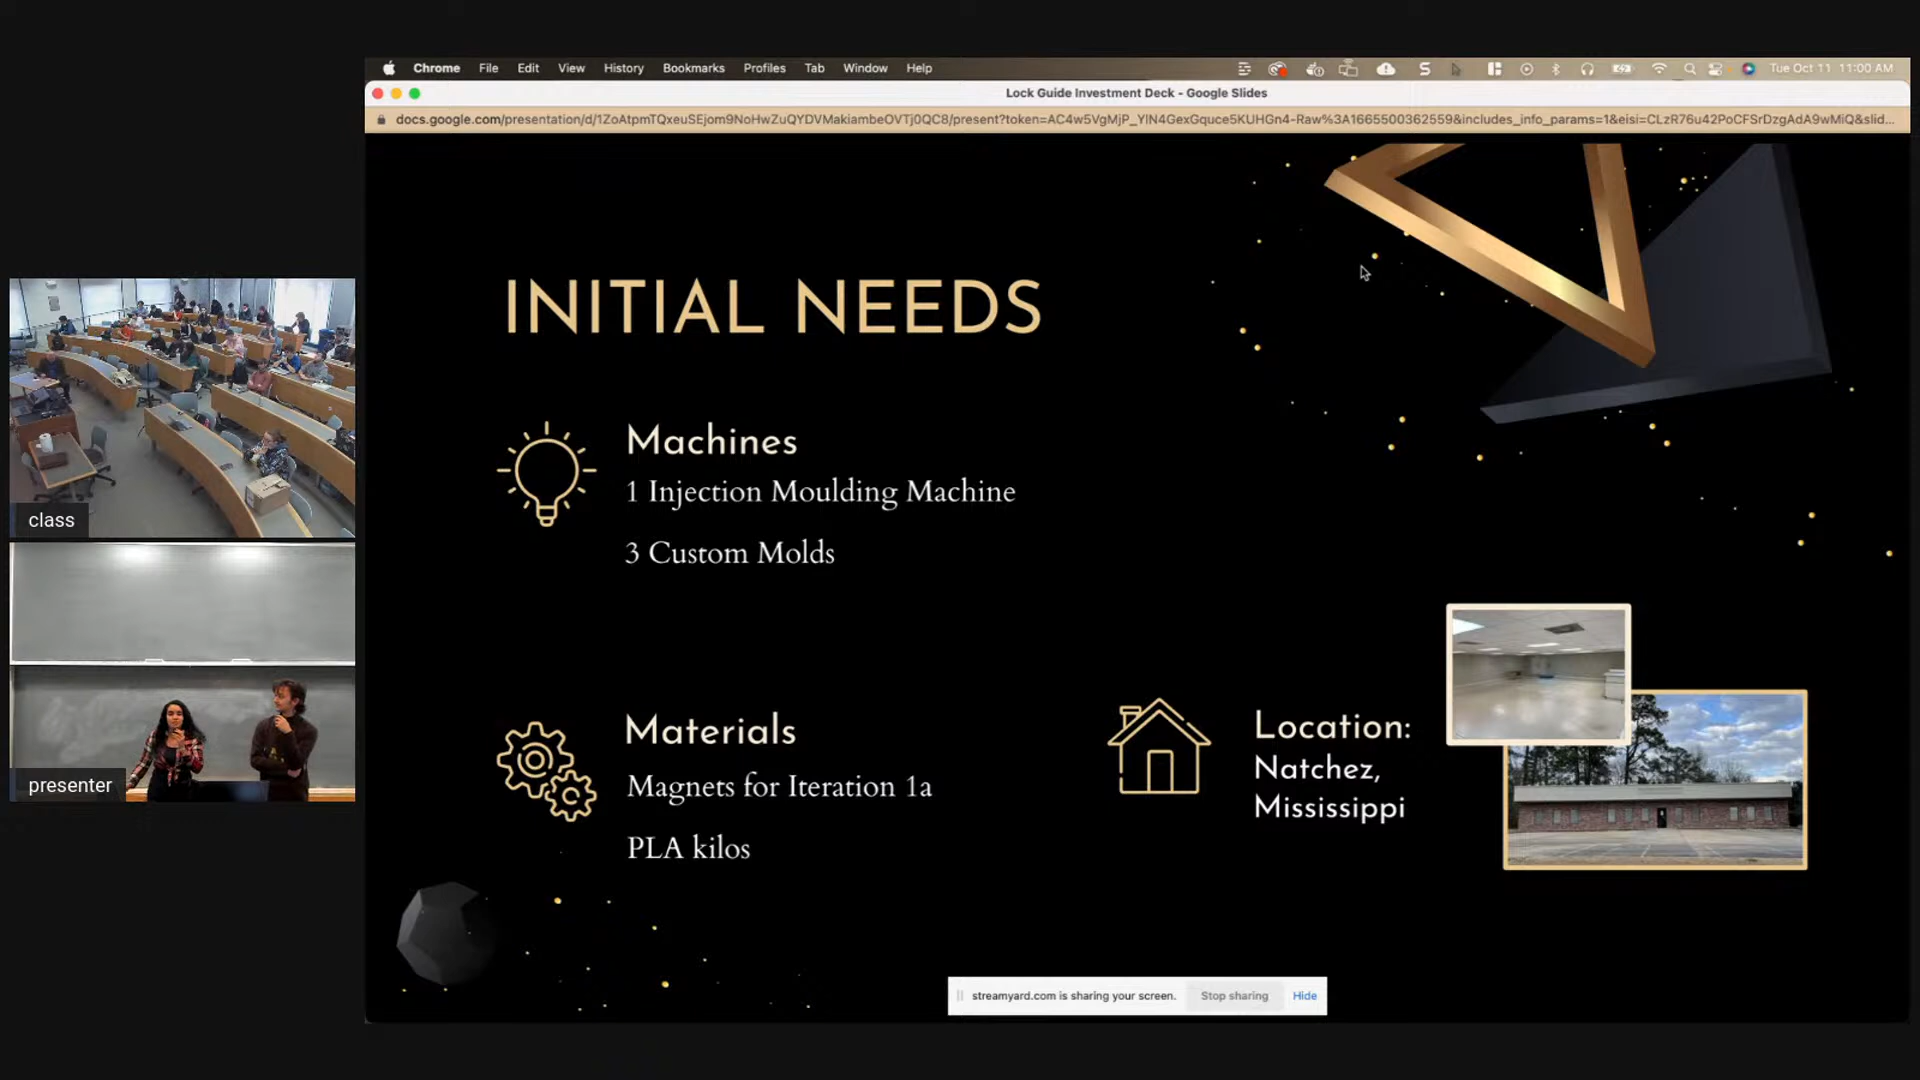 Chrome File Edit View History Bookmarks Profiles Tab Window Help
Tue Oct 11 11:00 AM
Lock Guide Investment Deck - Google Slides
docs.google.com/presentation/d/1ZoAtpmTQxeuSEjom9NoHwZuQYDVMakiambeOVTj0QC8/present?token=AC4w5VgMjP_YlN4GexGquce5KUHGn4-Raw%3A1665500362559&includes_info_params=1&eisi=CLzR76u42PoCFSrDzgAdA9wMiQ&slid...
INITIAL NEEDS
Machines
1 Injection Moulding Machine
3 Custom Molds
Materials
Magnets for Iteration 1a
PLA kilos
Location:
Natchez,
Mississippi
class
presenter
streamyard.com is sharing your screen. Stop sharing Hide